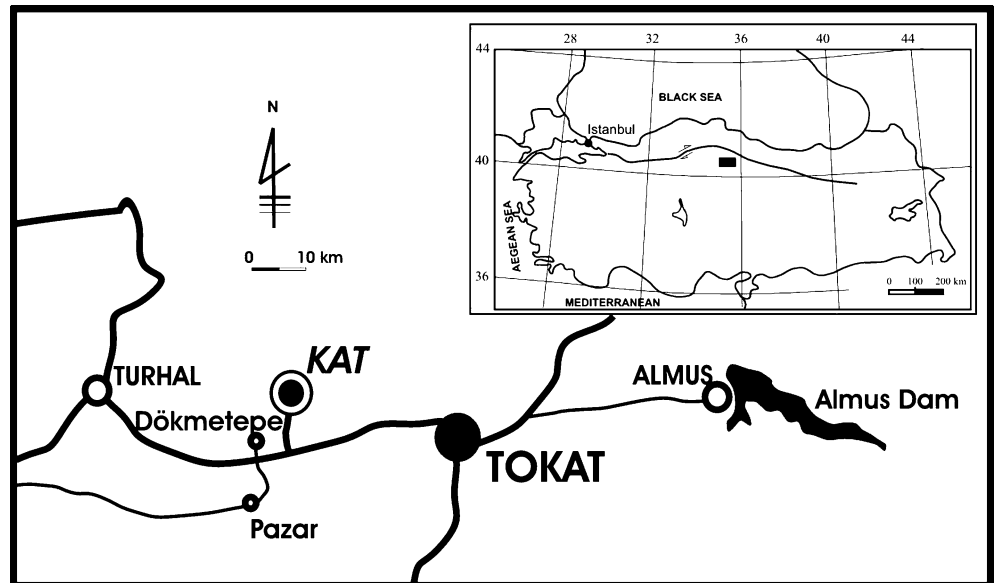 28 32 36 40 44
44
BLACK SEA
Istanbul
40
AEGEAN SEA
36
MEDITERRANEAN
0 100 200 km
N
0 10 km
KAT
TURHAL
ALMUS
Almus Dam
Dökmetepe
TOKAT
Pazar